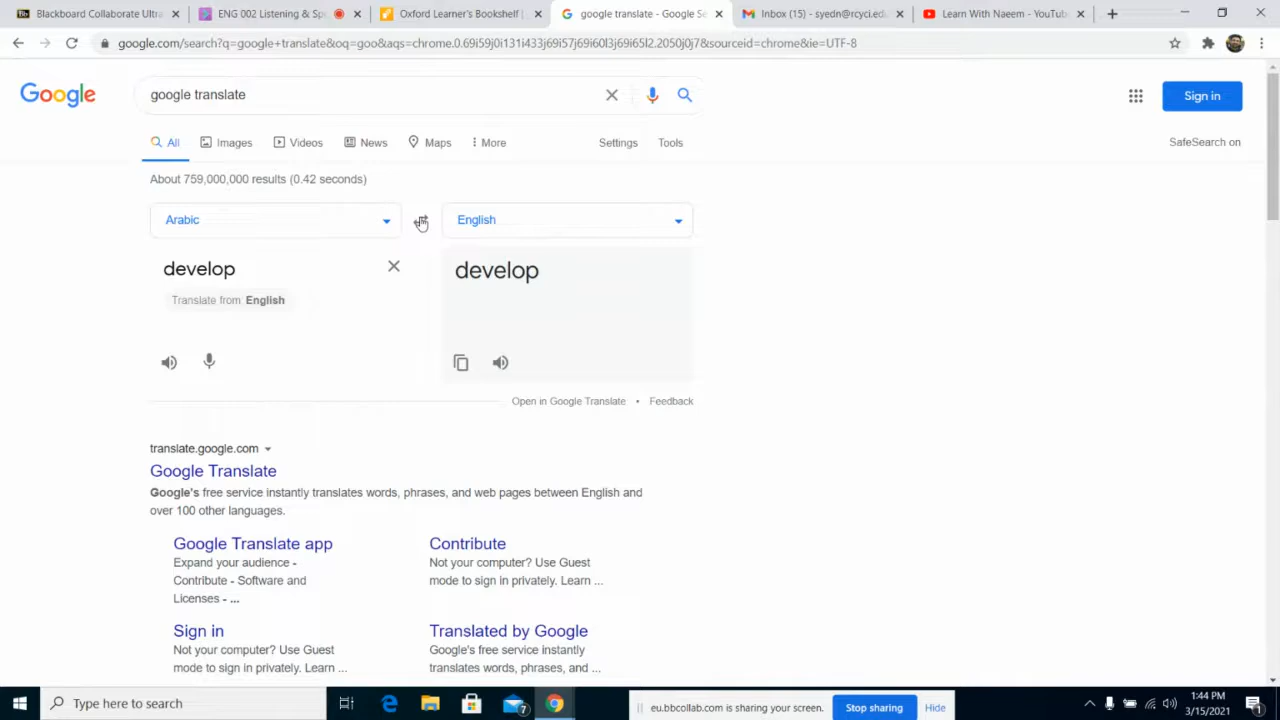 Blackboard Collaborate Ultra
ENG 002 Listening & Spe
Oxford Learner's Bookshelf |
google translate - Google Se
Inbox (15) - syedn@rcyci.edu
Learn With Naeem - YouTube
google.com/search?q=google+translate&oq=goo&aqs=chrome.0.69i59j0i131i433j69i57j69i60l3j69i65l2.2050j0j7&sourceid=chrome&ie=UTF-8
Google
google translate
Sign in
All
Images
Videos
News
Maps
More
Settings
Tools
SafeSearch on
About 759,000,000 results (0.42 seconds)
Arabic
English
develop
develop
Translate from English
Open in Google Translate • Feedback
translate.google.com
Google Translate
Google's free service instantly translates words, phrases, and web pages between English and
over 100 other languages.
Google Translate app
Expand your audience -
Contribute - Software and
Licenses - ...
Contribute
Not your computer? Use Guest
mode to sign in privately. Learn ...
Sign in
Not your computer? Use Guest
mode to sign in privately. Learn ...
Translated by Google
Google's free service instantly
translates words, phrases, and ...
Type here to search
7
eu.bbcollab.com is sharing your screen.
Stop sharing
Hide
1:44 PM
3/15/2021
1